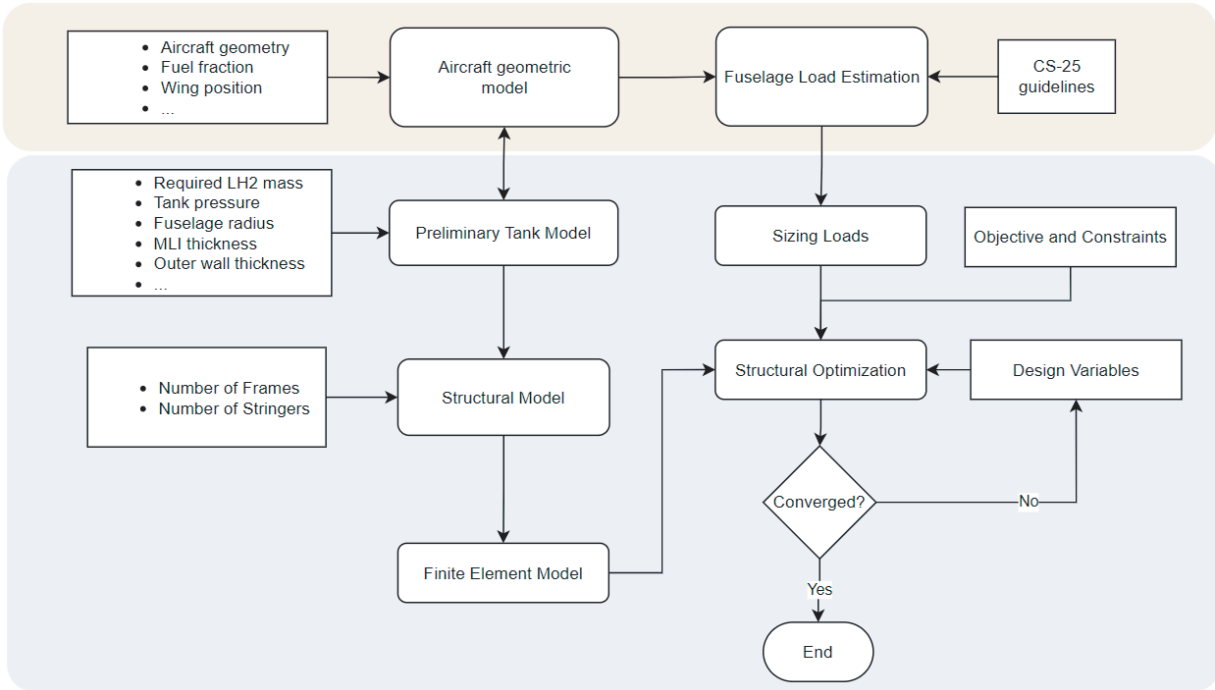 • Aircraft geometry
• Fuel fraction
• Wing position
• ...
Aircraft geometric
model
Fuselage Load Estimation
CS-25
guidelines
• Required LH2 mass
• Tank pressure
• Fuselage radius
• MLI thickness
• Outer wall thickness
• ...
Preliminary Tank Model
Sizing Loads
Objective and Constraints
• Number of Frames
• Number of Stringers
Structural Model
Structural Optimization
Design Variables
Converged?
No
Finite Element Model
Yes
End